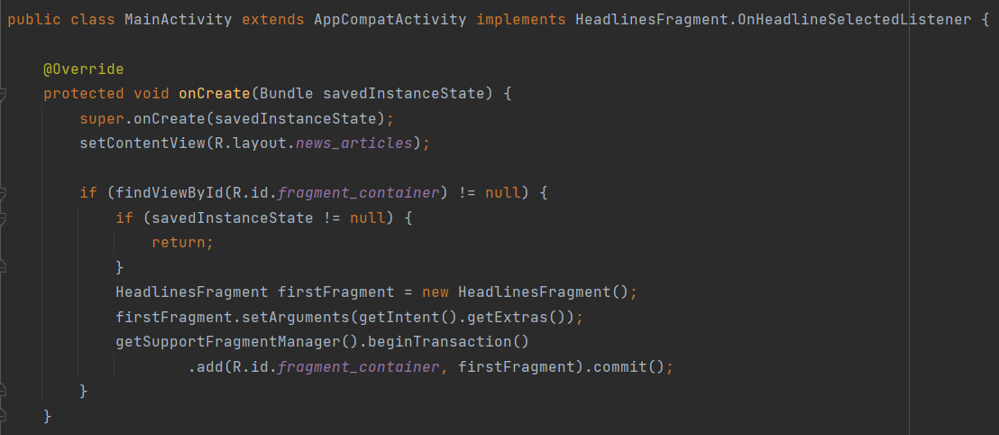 public class MainActivity extends AppCompatActivity implements HeadlinesFragment.OnHeadlineSelectedListener {
@Override
protected void onCreate(Bundle savedInstanceState) {
super.onCreate(savedInstanceState);
setContentView(R.layout.news_articles);
if (findViewById(R.id.fragment_container) != null) {
if (savedInstanceState != null) {
return;
}
HeadlinesFragment firstFragment = new HeadlinesFragment();
firstFragment.setArguments(getIntent().getExtras());
getSupportFragmentManager().beginTransaction()
.add(R.id.fragment_container, firstFragment).commit();
}
}